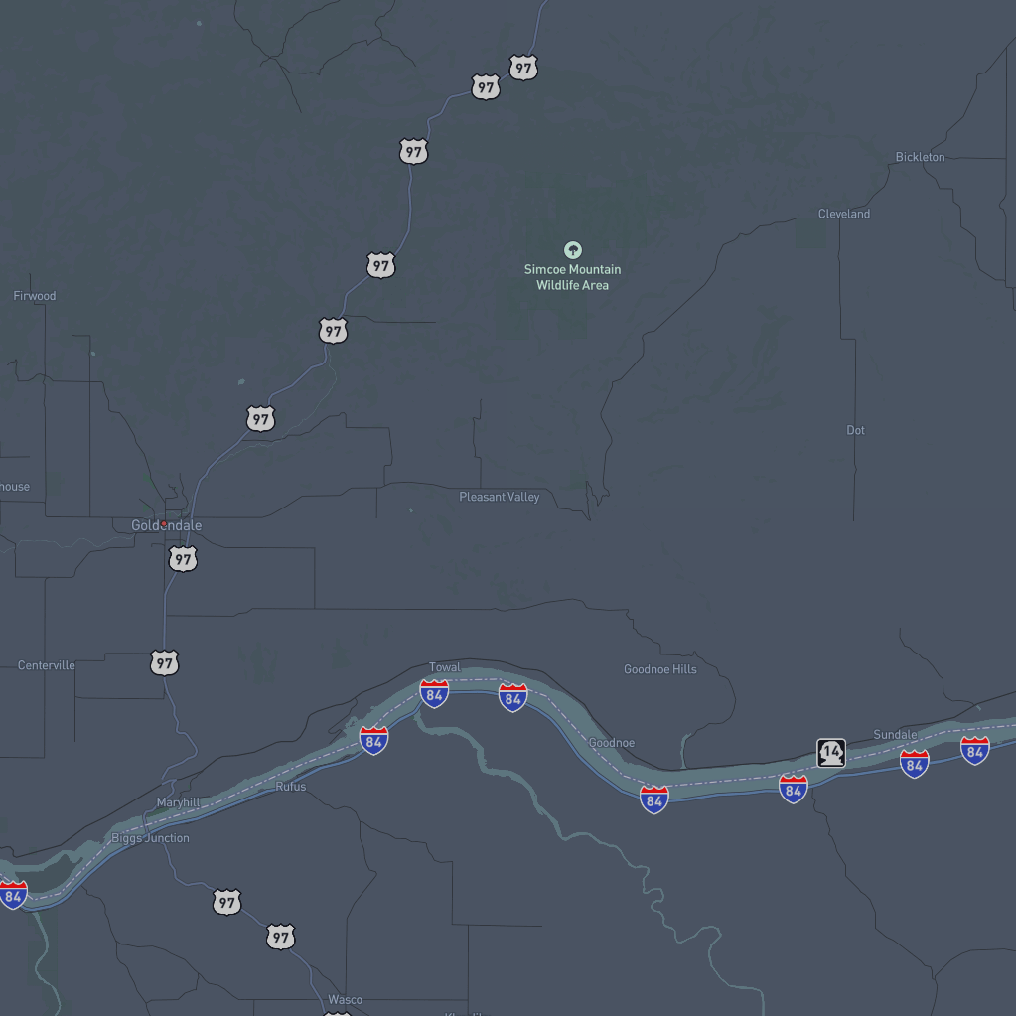 97
97
97
Bickleton
Cleveland
97
Simcoe Mountain
Wildlife Area
Firwood
97
97
Dot
house
Pleasant Valley
Goldendale
97
Centerville
97
Towal
Goodnoe Hills
84
84
84
Goodnoe
Sundale
14
84
84
84
84
Rufus
Maryhill
Biggs Junction
84
97
97
Wasco